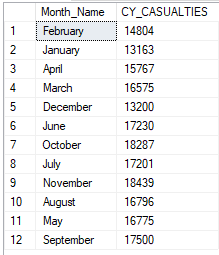 Month_Name CY_CASUALTIES
1 February 14804
2 January 13163
3 April 15767
4 March 16575
5 December 13200
6 June 17230
7 October 18287
8 July 17201
9 November 18439
10 August 16796
11 May 16775
12 September 17500